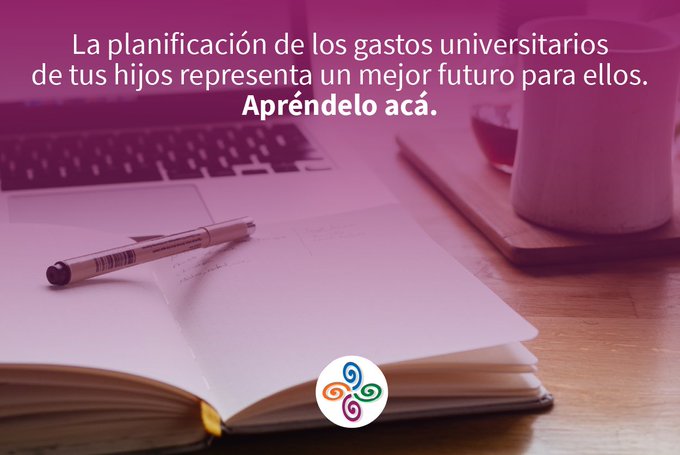 La planificación de los gastos universitarios
de tus hijos representa un mejor futuro para ellos.
Apréndelo acá.